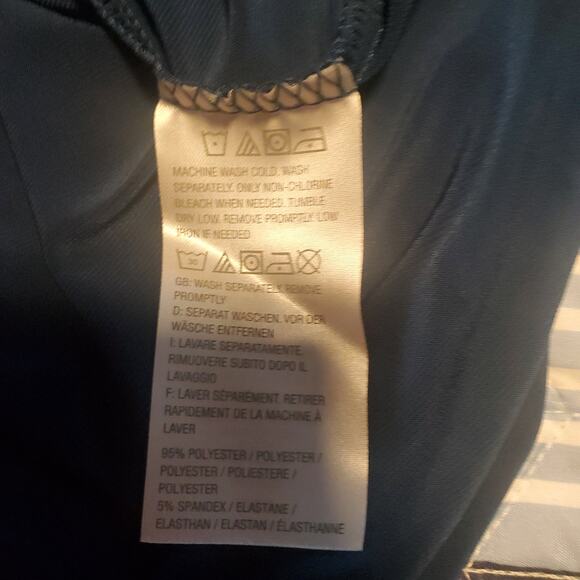 MACHINE WASH COLD. WASH
SEPARATELY. ONLY NON-CHLORINE
BLEACH WHEN NEEDED. TUMBLE
DRY LOW. REMOVE PROMPTLY. LOW
IRON IF NEEDED
30
GB: WASH SEPARATELY. REMOVE
PROMPTLY
D: SEPARAT WASCHEN. VOR DER
WÄSCHE ENTFERNEN
I: LAVARE SEPARATAMENTE.
RIMUOVERE SUBITO DOPO IL
LAVAGGIO
F: LAVER SÉPARÉMENT. RETIRER
RAPIDEMENT DE LA MACHINE À
LAVER
95% POLYESTER / POLYESTER /
POLYESTER / POLIESTERE /
POLYESTER
5% SPANDEX / ELASTANE /
ELASTHAN / ELASTAN / ÉLASTHANNE